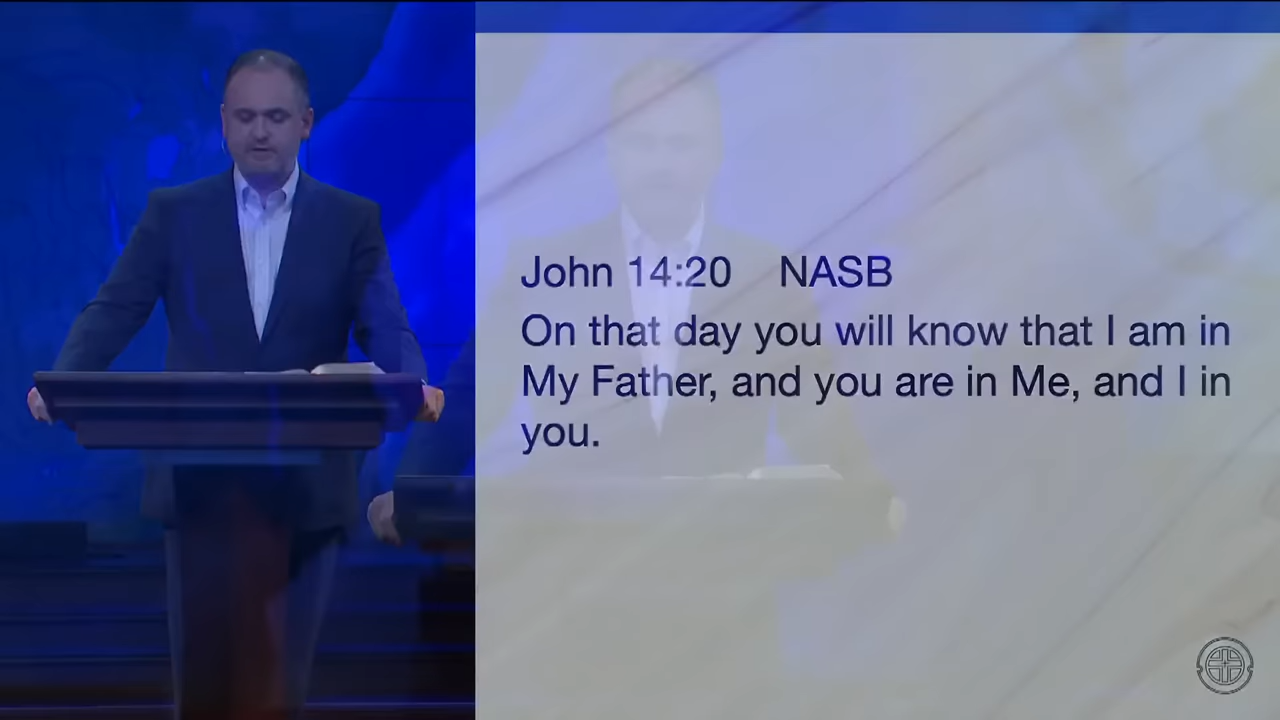 John 14:20 NASB
On that day you will know that I am in
My Father, and you are in Me, and I in
you.